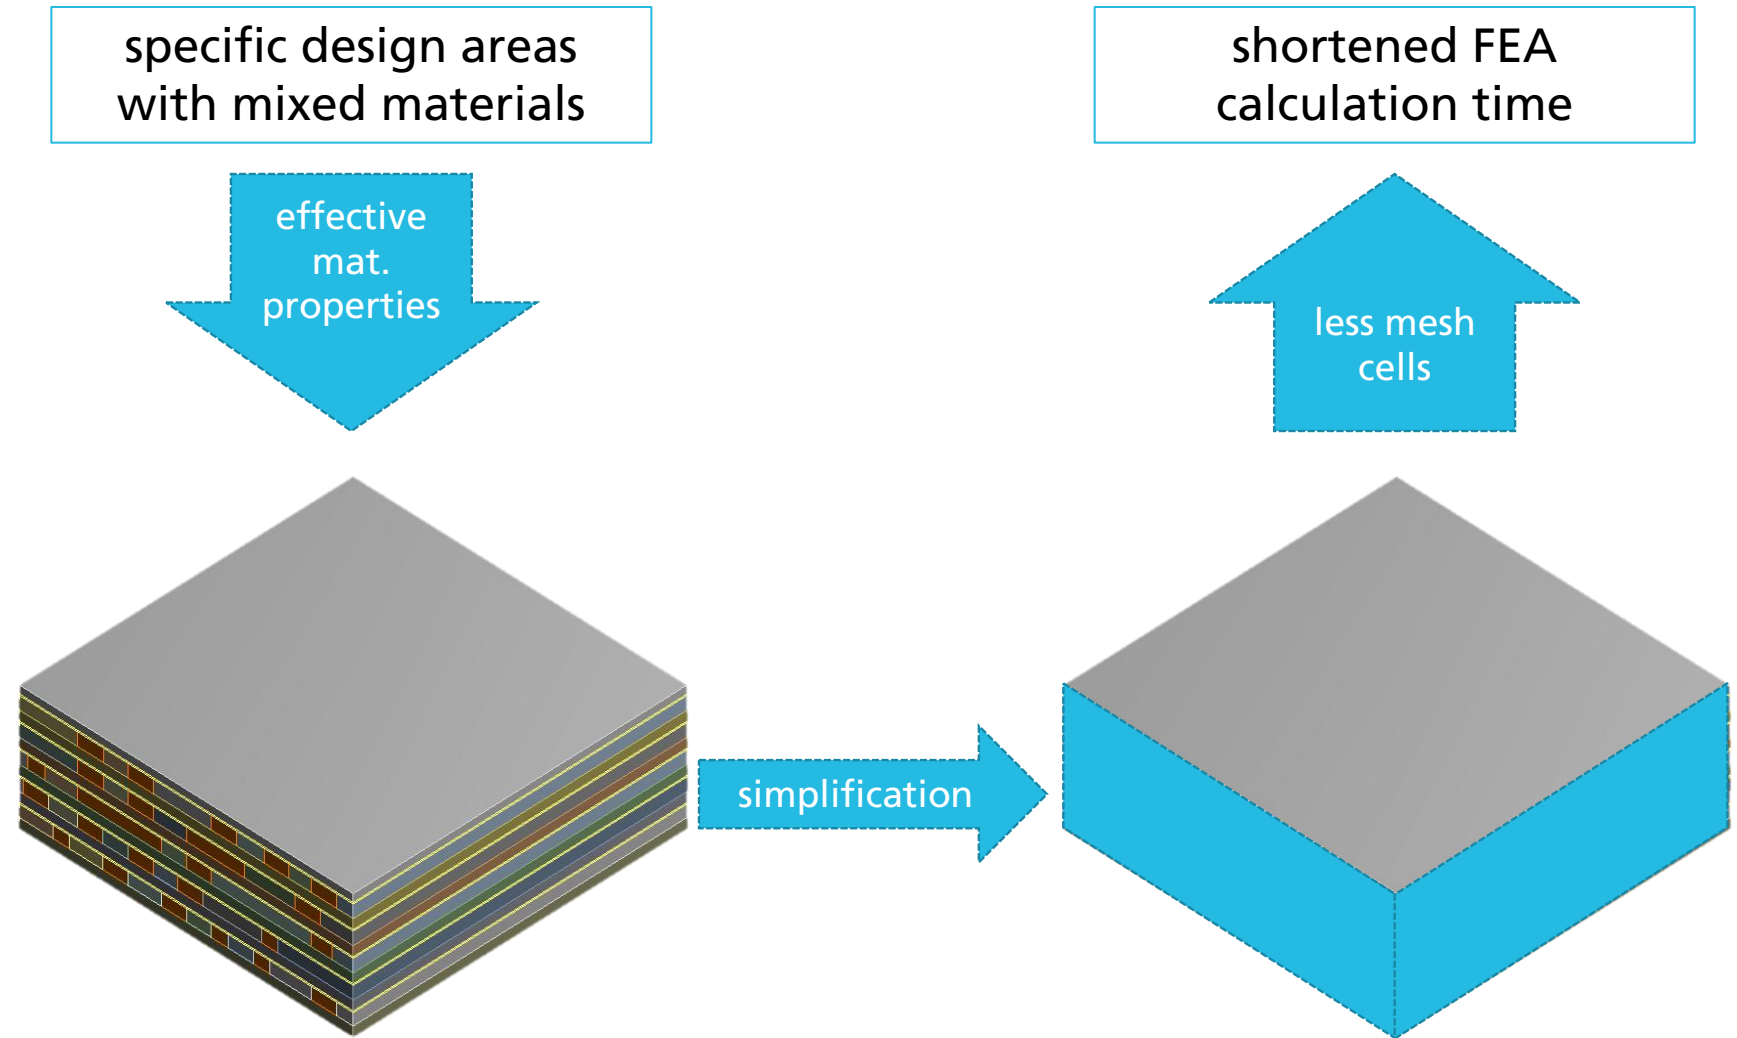 specific design areas
with mixed materials
effective
mat.
properties
simplification
less mesh
cells
shortened FEA
calculation time